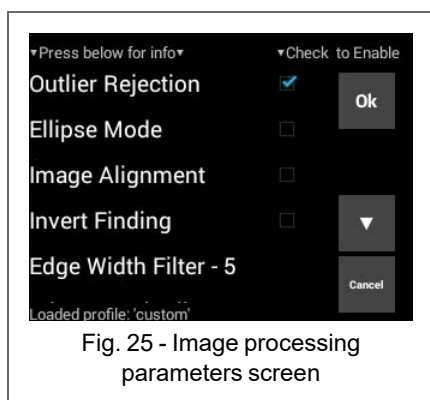 ▾Press below for info▾ ▾Check to Enable
Outlier Rejection
Ok
Ellipse Mode
Image Alignment
Invert Finding
▼
Edge Width Filter - 5
Cancel
Loaded profile: 'custom'
Fig. 25 - Image processing
parameters screen